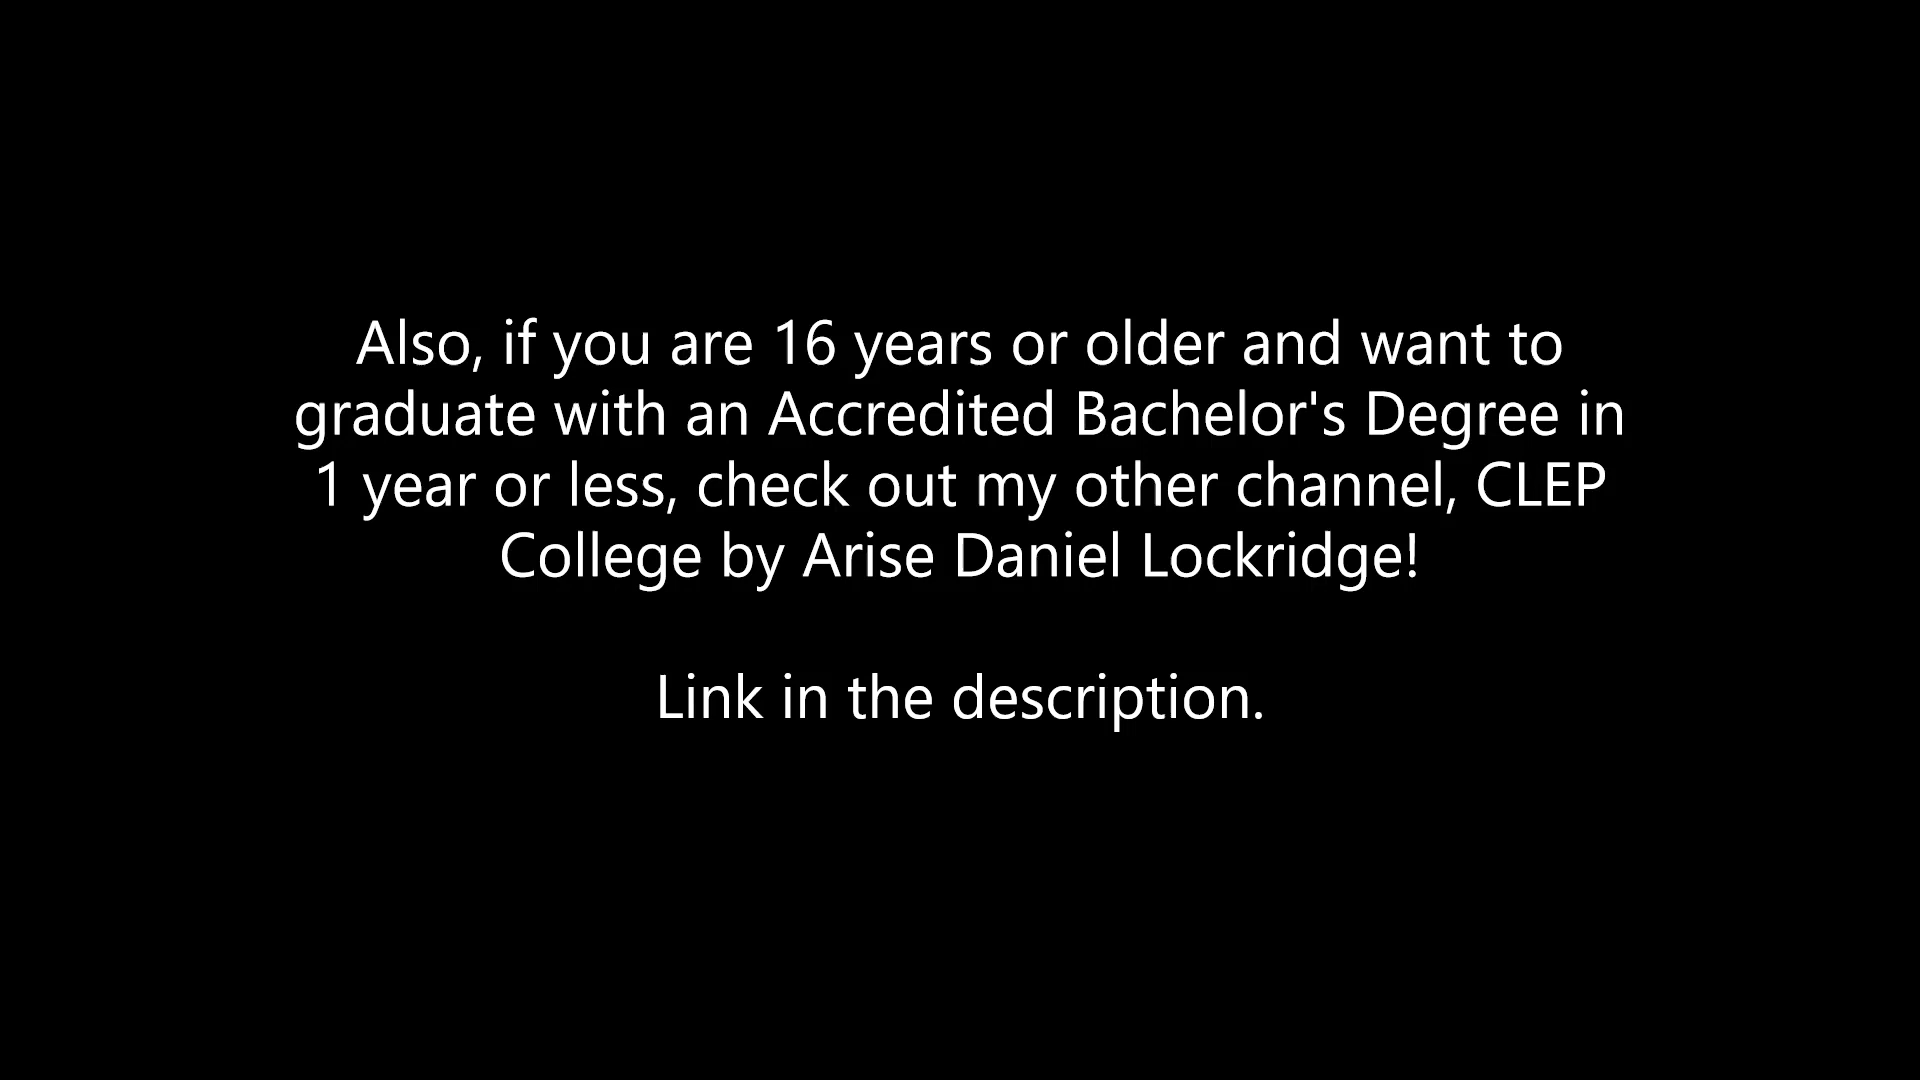 Also, if you are 16 years or older and want to
graduate with an Accredited Bachelor's Degree in
1 year or less, check out my other channel, CLEP
College by Arise Daniel Lockridge!
Link in the description.